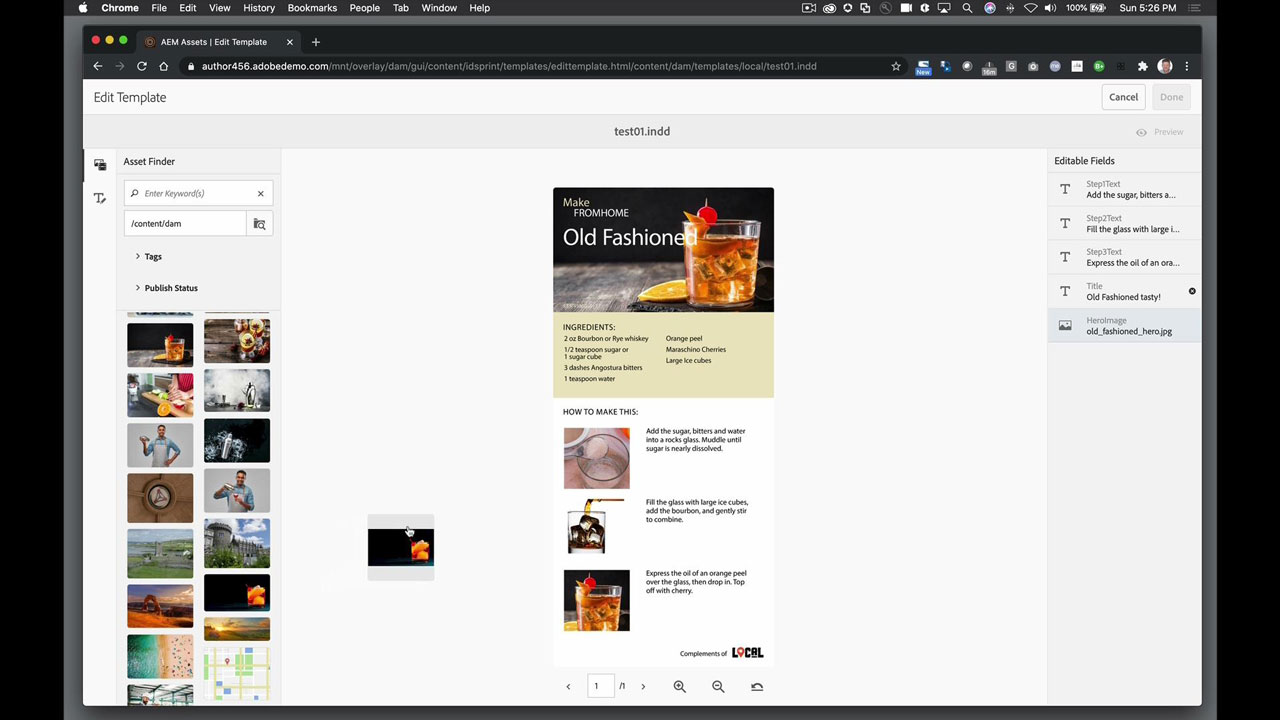 Chrome File Edit View History Bookmarks People Tab Window Help
100% Sun 5:26 PM
AEM Assets | Edit Template
author456.adobedemo.com/mnt/overlay/dam/gui/content/idsprint/templates/edittemplate.html/content/dam/templates/local/test01.indd
New
16m
Edit Template
Cancel
Done
test01.indd
Preview
Asset Finder
Enter Keyword(s)
/content/dam
Tags
Publish Status
Make
FROMHOME
Old Fashioned
INGREDIENTS:
2 oz Bourbon or Rye whiskey
1/2 teaspoon sugar or
1 sugar cube
3 dashes Angostura bitters
1 teaspoon water
Orange peel
Maraschino Cherries
Large Ice cubes
HOW TO MAKE THIS:
Add the sugar, bitters and water
into a rocks glass. Muddle until
sugar is nearly dissolved.
Fill the glass with large ice cubes,
add the bourbon, and gently stir
to combine.
Express the oil of an orange peel
over the glass, then drop in. Top
off with cherry.
Complements of LOCAL
1 /1
Editable Fields
Step1Text
Add the sugar, bitters a...
Step2Text
Fill the glass with large i...
Step3Text
Express the oil of an ora...
Title
Old Fashioned tasty!
HeroImage
old_fashioned_hero.jpg